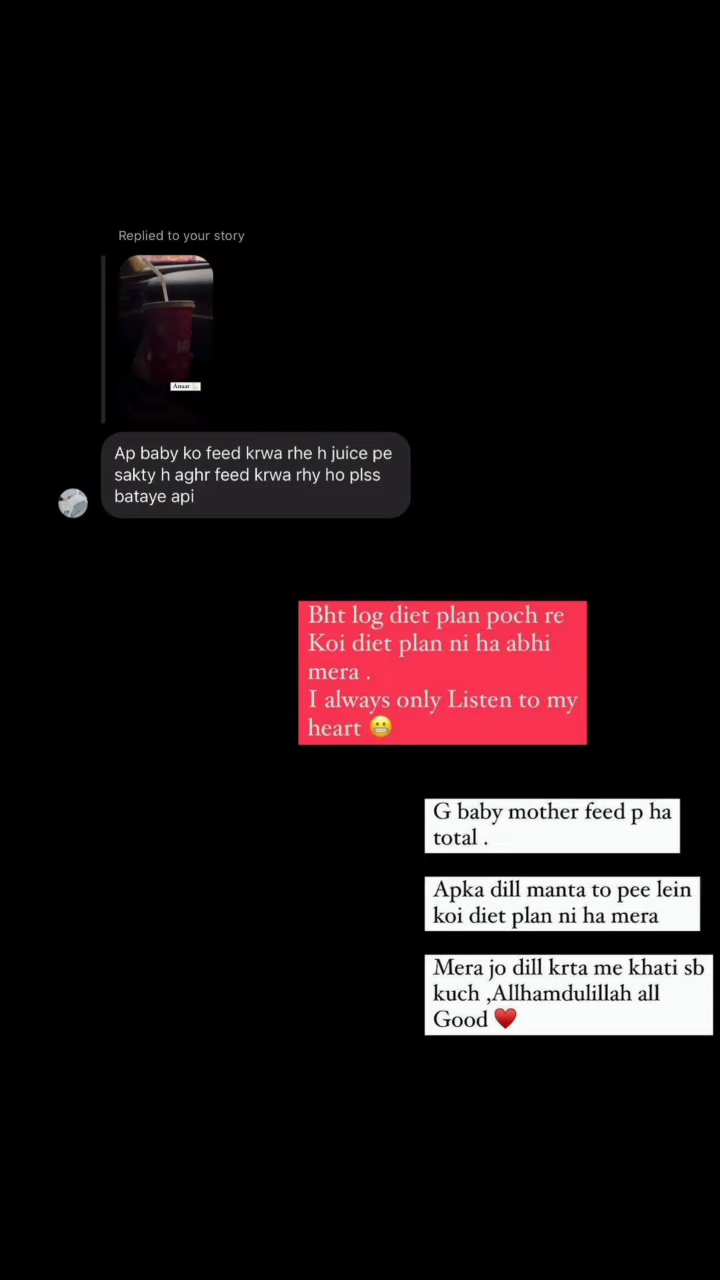 Replied to your story
Anaar
Ap baby ko feed krwa rhe h juice pe
sakty h aghr feed krwa rhy ho plss
bataye api
Bht log diet plan poch re
Koi diet plan ni ha abhi
mera .
I always only Listen to my
heart 😬
G baby mother feed p ha
total .
Apka dill manta to pee lein
koi diet plan ni ha mera
Mera jo dill krta me khati sb
kuch ,Allhamdulillah all
Good ♥️